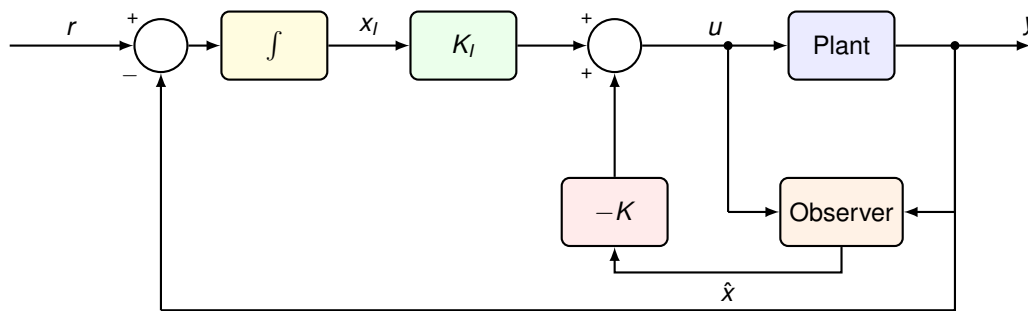 r
+
−
∫
x_I
K_I
+
+
u
Plant
y
−K
Observer
x̂